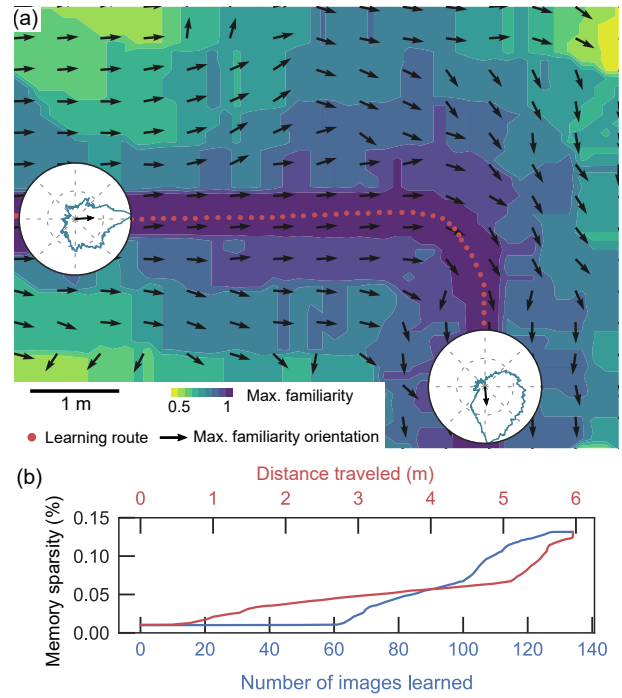 (a)
1 m
0.5 1
Max. familiarity
Learning route
Max. familiarity orientation
(b)
Distance traveled (m)
0 1 2 3 4 5 6
Memory sparsity (%)
0.15
0.10
0.05
0.00
0 20 40 60 80 100 120 140
Number of images learned